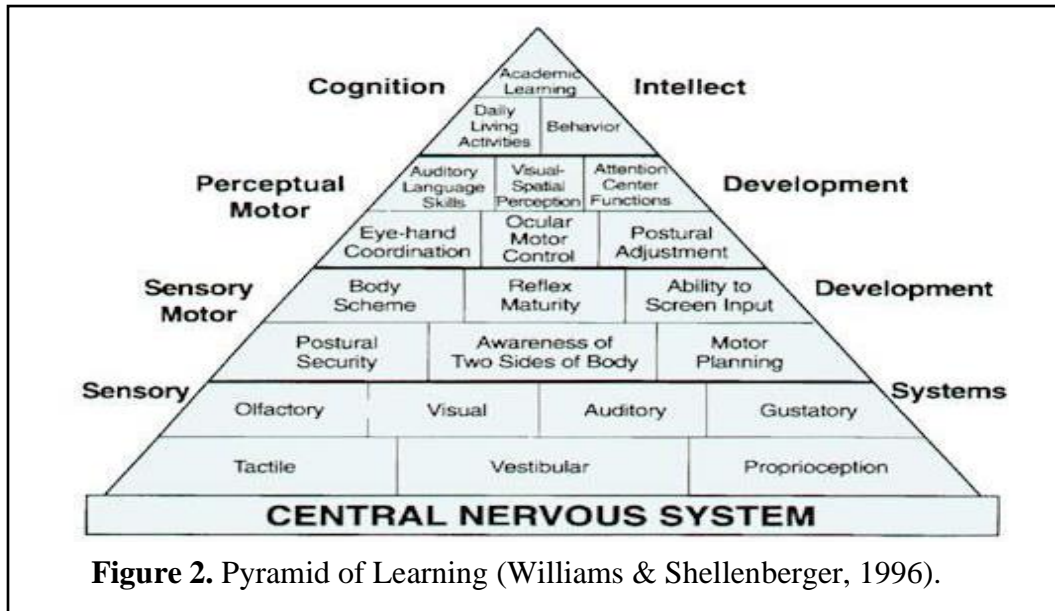 Academic
Learning
Cognition
Intellect
Daily
Living
Activities
Behavior
Auditory
Language
Skills
Visual-
Spatial
Perception
Attention
Center
Functions
Perceptual
Motor
Development
Eye-hand
Coordination
Ocular
Motor
Control
Postural
Adjustment
Sensory
Motor
Development
Body
Scheme
Reflex
Maturity
Ability to
Screen Input
Postural
Security
Awareness of
Two Sides of Body
Motor
Planning
Sensory
Systems
Olfactory
Visual
Auditory
Gustatory
Tactile
Vestibular
Proprioception
CENTRAL NERVOUS SYSTEM
Figure 2. Pyramid of Learning (Williams & Shellenberger, 1996).